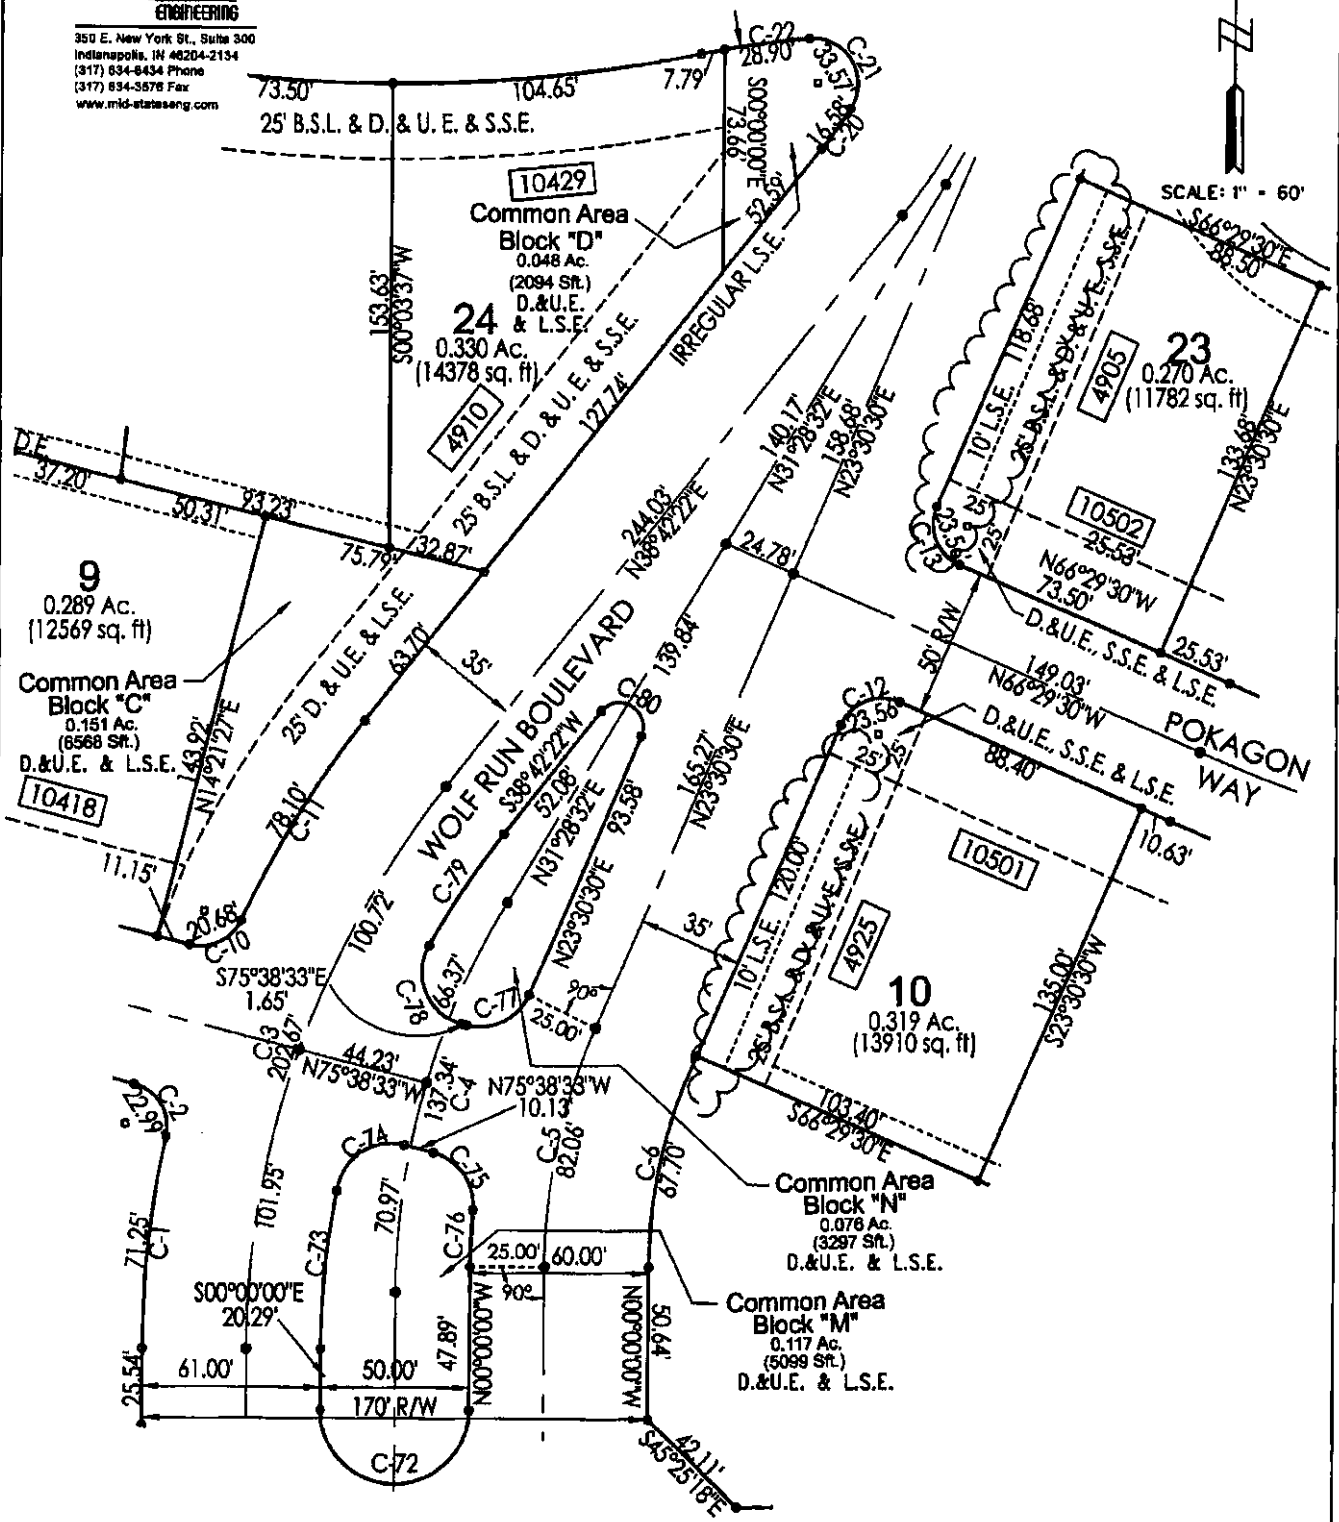 ENGINEERING
350 E. New York St., Suite 300
Indianapolis, IN 46204-2134
(317) 634-6434 Phone
(317) 634-3576 Fax
www.mid-stateseng.com
73.50'
104.65'
7.79'
C-22
28.90'
33.57'
C-21
16.58'
C-20
25' B.S.L. & D. & U. E. & S.S.E.
S00°00'00"E
73.66'
52.59'
SCALE: 1" = 60'
10429
Common Area
Block "D"
0.048 Ac.
(2094 Sft.)
D.&U.E.
& L.S.E.
153.63'
S00°03'37"W
24
0.330 Ac.
(14378 sq. ft)
4910
25' B.S.L. & D. & U. E. & S.S.E.
127.74'
IRREGULAR L.S.E.
S66°29'30"E
88.50'
118.68'
10' L.S.E.
25' B.S.L. & D. & U. E., S.S.E.
4905
23
0.270 Ac.
(11782 sq. ft)
133.68'
N23°30'30"E
140.17'
N31°28'32"E
158.68'
N23°30'30"E
244.03'
N38°42'22"E
D.E.
37.20'
50.31'
93.23'
75.79'
32.87'
24.78'
25'
23.56'
C-13
25'
10502
25.53'
N66°29'30"W
73.50'
D.&U.E., S.S.E. & L.S.E.
25.53'
50' R/W
149.03'
N66°29'30"W
POKAGON
WAY
9
0.289 Ac.
(12569 sq. ft)
Common Area
Block "C"
0.151 Ac.
(6568 Sft.)
D.&U.E. & L.S.E.
10418
11.15'
143.92'
N14°21'27"E
25' D. & U.E. & L.S.E.
63.70'
35'
78.10'
C-11
20.68'
C-10
WOLF RUN BOULEVARD
139.84'
C-80
S38°42'22"W
52.08'
N31°28'32"E
93.58'
N23°30'30"E
165.27'
N23°30'30"E
C-79
100.72'
C-78
66.37'
C-77
25.00'
90°
35'
C-12
23.56'
25'
25'
D.&U.E., S.S.E. & L.S.E.
88.40'
10.63'
10501
120.00'
10' L.S.E.
25' B.S.L. & D. & U.E., S.S.E.
4925
10
0.319 Ac.
(13910 sq. ft)
135.00'
S23°30'30"W
103.40'
S66°29'30"E
S75°38'33"E
1.65'
C-3
202.67'
44.23'
N75°38'33"W
137.34'
C-4
N75°38'33"W
10.13'
C-5
82.06'
C-6
67.70'
C-2
27.99'
71.25'
C-1
101.95'
C-74
C-75
70.97'
C-73
C-76
25.00'
60.00'
90°
S00°00'00"E
20.29'
47.89'
N00°00'00"W
N00°00'00"W
50.64'
25.54'
61.00'
50.00'
170' R/W
C-72
42.11'
S45°25'18"E
Common Area
Block "N"
0.076 Ac.
(3297 Sft.)
D.&U.E. & L.S.E.
Common Area
Block "M"
0.117 Ac.
(5099 Sft.)
D.&U.E. & L.S.E.